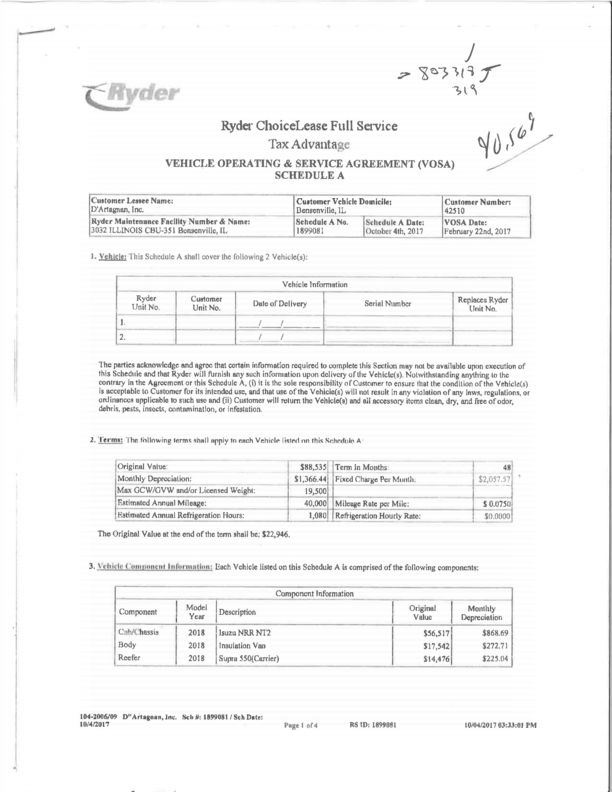 803318 J
319
40,569
Ryder
Ryder ChoiceLease Full Service
Tax Advantage
VEHICLE OPERATING & SERVICE AGREEMENT (VOSA)
SCHEDULE A
Customer Lessee Name: Customer Vehicle Domicile: Customer Number:
D'Artagnan, Inc. Bensenville, IL 42510
Ryder Maintenance Facility Number & Name: Schedule A No. Schedule A Date: VOSA Date:
3032 ILLINOIS CBU-351 Bensenville, IL 1899081 October 4th, 2017 February 22nd, 2017
1. Vehicle: This Schedule A shall cover the following 2 Vehicle(s):
Vehicle Information
Ryder Unit No. Customer Unit No. Date of Delivery Serial Number Replaces Ryder Unit No.
1. / /
2. / /
The parties acknowledge and agree that certain information required to complete this Section may not be available upon execution of
this Schedule and that Ryder will furnish any such information upon delivery of the Vehicle(s). Notwithstanding anything to the
contrary in the Agreement or this Schedule A, (i) it is the sole responsibility of Customer to ensure that the condition of the Vehicle(s)
is acceptable to Customer for its intended use, and that use of the Vehicle(s) will not result in any violation of any laws, regulations, or
ordinances applicable to such use and (ii) Customer will return the Vehicle(s) and all accessory items clean, dry, and free of odor,
debris, pests, insects, contamination, or infestation.
2. Terms: The following terms shall apply to each Vehicle listed on this Schedule A:
Original Value: $88,535 Term In Months 48
Monthly Depreciation: $1,366.44 Fixed Charge Per Month: $2,057.57
Max GCW/GVW and/or Licensed Weight: 19,500
Estimated Annual Mileage: 40,000 Mileage Rate per Mile: $ 0.0750
Estimated Annual Refrigeration Hours: 1,080 Refrigeration Hourly Rate: $0.0000
The Original Value at the end of the term shall be: $22,946.
3. Vehicle Component Information: Each Vehicle listed on this Schedule A is comprised of the following components:
Component Information
Component Model Year Description Original Value Monthly Depreciation
Cab/Chassis 2018 Isuzu NRR NT2 $56,517 $868.69
Body 2018 Insulation Van $17,542 $272.71
Reefer 2018 Supra 550(Carrier) $14,476 $225.04
104-2006/09 D"Artagnan, Inc. Sch #: 1899081 / Sch Date:
10/4/2017 Page 1 of 4 RS ID: 1899081 10/04/2017 03:33:01 PM